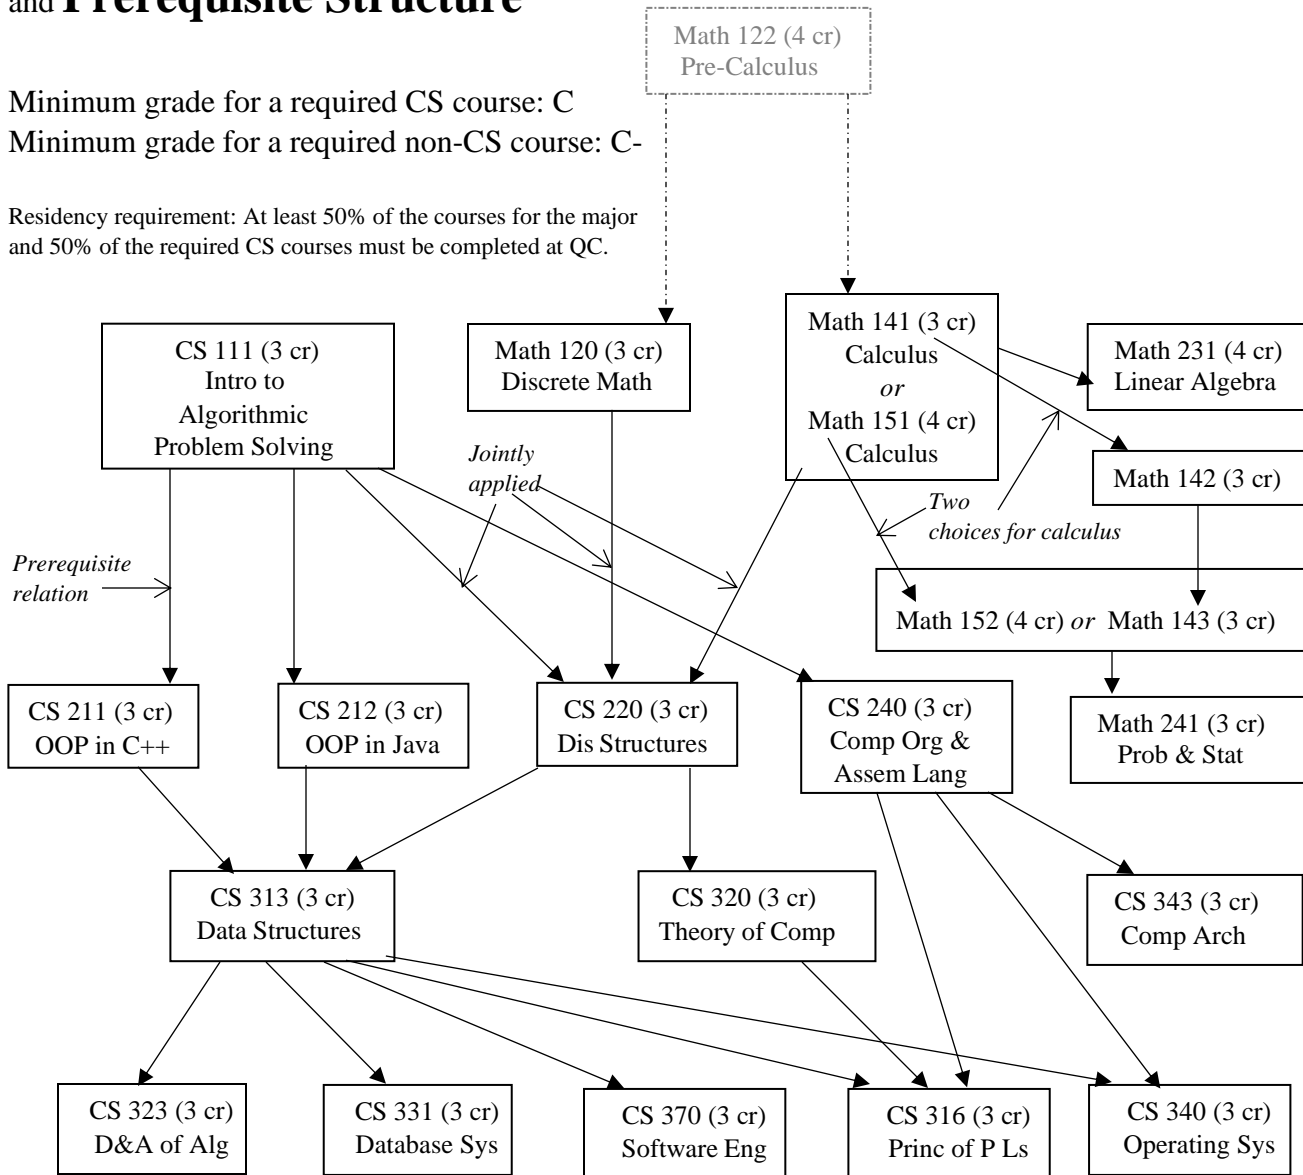 and Prerequisite Structure
Math 122 (4 cr)
Pre-Calculus
Minimum grade for a required CS course: C
Minimum grade for a required non-CS course: C-
Residency requirement: At least 50% of the courses for the major
and 50% of the required CS courses must be completed at QC.
CS 111 (3 cr)
Intro to
Algorithmic
Problem Solving
Math 120 (3 cr)
Discrete Math
Math 141 (3 cr)
Calculus
or
Math 151 (4 cr)
Calculus
Math 231 (4 cr)
Linear Algebra
Jointly
applied
Math 142 (3 cr)
Two
choices for calculus
Prerequisite
relation
Math 152 (4 cr) or Math 143 (3 cr)
CS 211 (3 cr)
OOP in C++
CS 212 (3 cr)
OOP in Java
CS 220 (3 cr)
Dis Structures
CS 240 (3 cr)
Comp Org &
Assem Lang
Math 241 (3 cr)
Prob & Stat
CS 313 (3 cr)
Data Structures
CS 320 (3 cr)
Theory of Comp
CS 343 (3 cr)
Comp Arch
CS 323 (3 cr)
D&A of Alg
CS 331 (3 cr)
Database Sys
CS 370 (3 cr)
Software Eng
CS 316 (3 cr)
Princ of P Ls
CS 340 (3 cr)
Operating Sys